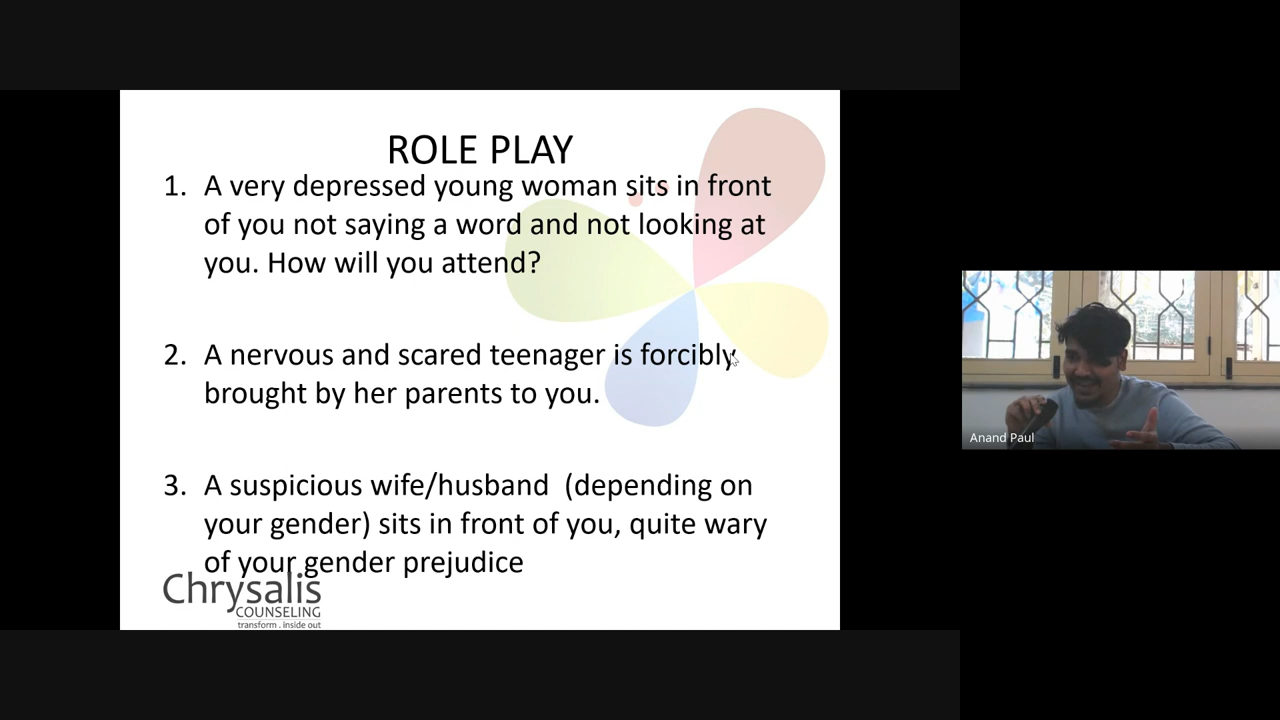 ROLE PLAY
1. A very depressed young woman sits in front
of you not saying a word and not looking at
you. How will you attend?
2. A nervous and scared teenager is forcibly
brought by her parents to you.
3. A suspicious wife/husband  (depending on
your gender) sits in front of you, quite wary
of your gender prejudice
Chrysalis
COUNSELING
transform . inside out
Anand Paul